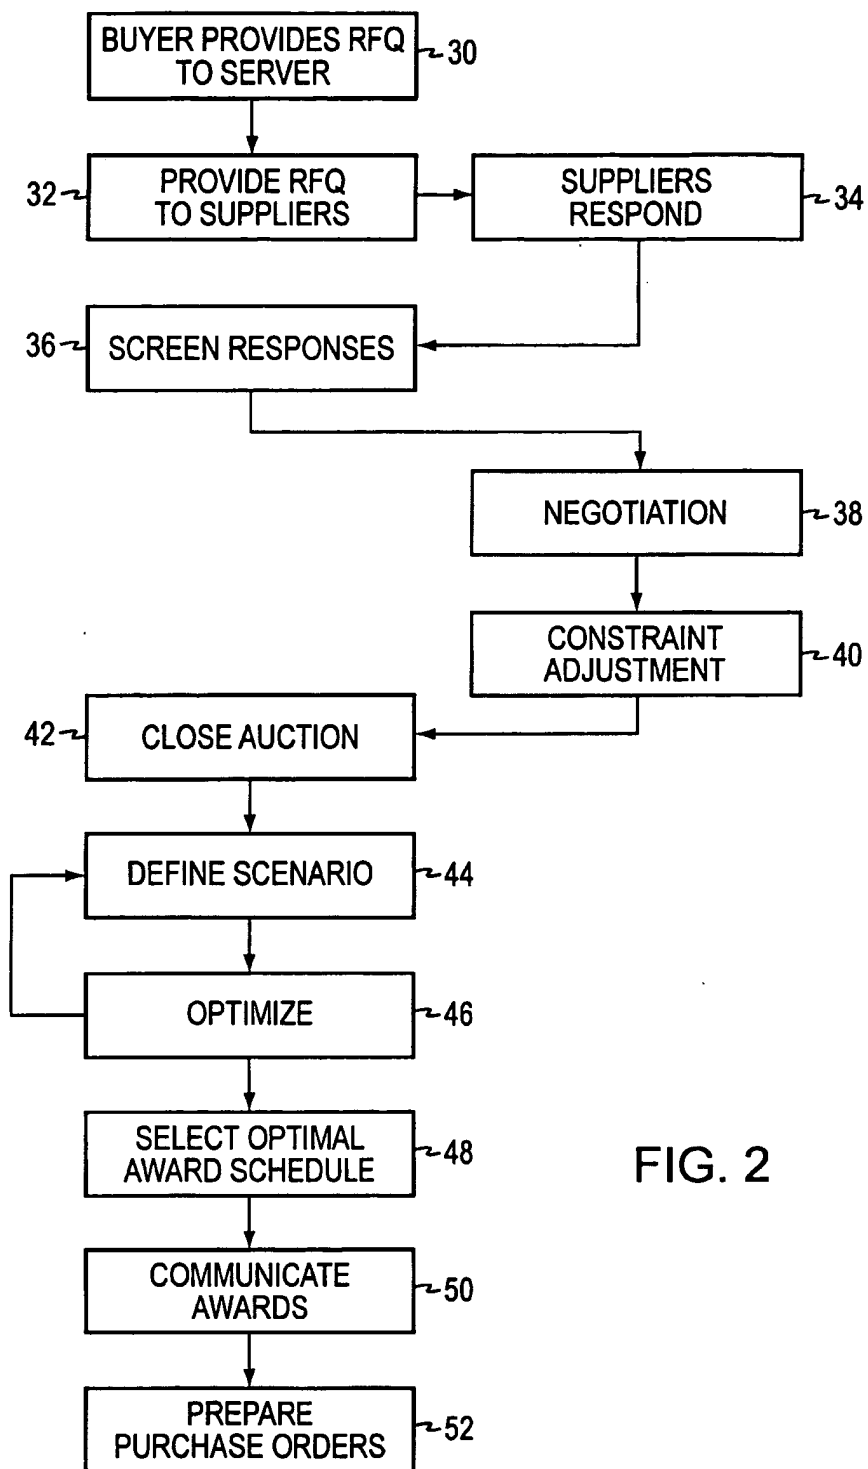 BUYER PROVIDES RFQ
TO SERVER
30
32
PROVIDE RFQ
TO SUPPLIERS
SUPPLIERS
RESPOND
34
36
SCREEN RESPONSES
NEGOTIATION
38
CONSTRAINT
ADJUSTMENT
40
42
CLOSE AUCTION
DEFINE SCENARIO
44
OPTIMIZE
46
SELECT OPTIMAL
AWARD SCHEDULE
48
FIG. 2
COMMUNICATE
AWARDS
50
PREPARE
PURCHASE ORDERS
52